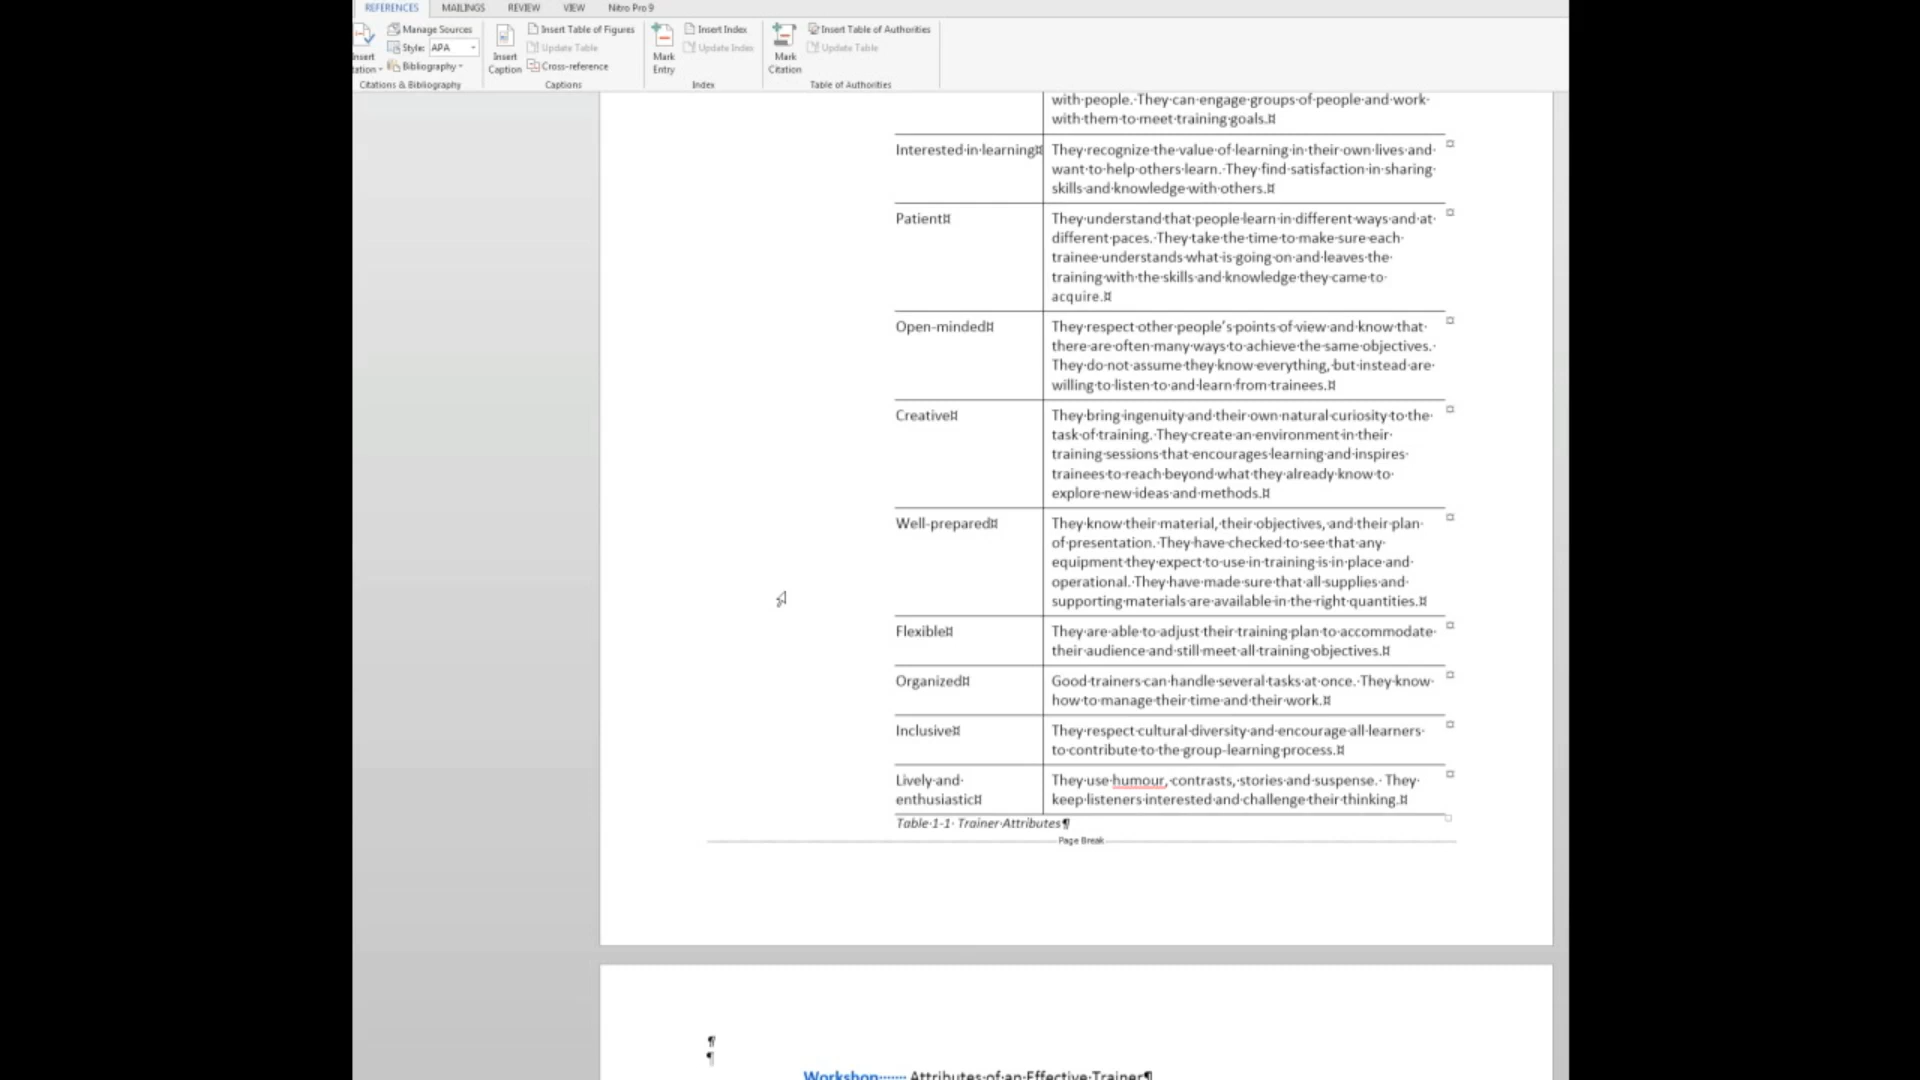 REFERENCES MAILINGS REVIEW VIEW Nitro Pro 9
Manage Sources
Style: APA
Bibliography
Insert Caption
Insert Table of Figures
Update Table
Cross-reference
Mark Entry
Insert Index
Update Index
Mark Citation
Insert Table of Authorities
Update Table
Citations & Bibliography Captions Index Table of Authorities
with people. They can engage groups of people and work
with them to meet training goals.
Interested in learning They recognize the value of learning in their own lives and
want to help others learn. They find satisfaction in sharing
skills and knowledge with others.
Patient They understand that people learn in different ways and at
different paces. They take the time to make sure each
trainee understands what is going on and leaves the
training with the skills and knowledge they came to
acquire.
Open-minded They respect other people's points of view and know that
there are often many ways to achieve the same objectives.
They do not assume they know everything, but instead are
willing to listen to and learn from trainees.
Creative They bring ingenuity and their own natural curiosity to the
task of training. They create an environment in their
training sessions that encourages learning and inspires
trainees to reach beyond what they already know to
explore new ideas and methods.
Well-prepared They know their material, their objectives, and their plan
of presentation. They have checked to see that any
equipment they expect to use in training is in place and
operational. They have made sure that all supplies and
supporting materials are available in the right quantities.
Flexible They are able to adjust their training plan to accommodate
their audience and still meet all training objectives.
Organized Good trainers can handle several tasks at once. They know
how to manage their time and their work.
Inclusive They respect cultural diversity and encourage all learners
to contribute to the group-learning process.
Lively and They use humour, contrasts, stories and suspense. They
enthusiastic keep listeners interested and challenge their thinking.
Table 1-1 Trainer Attributes¶
Page Break
¶
¶
Workshop Attributes of an Effective Trainer¶